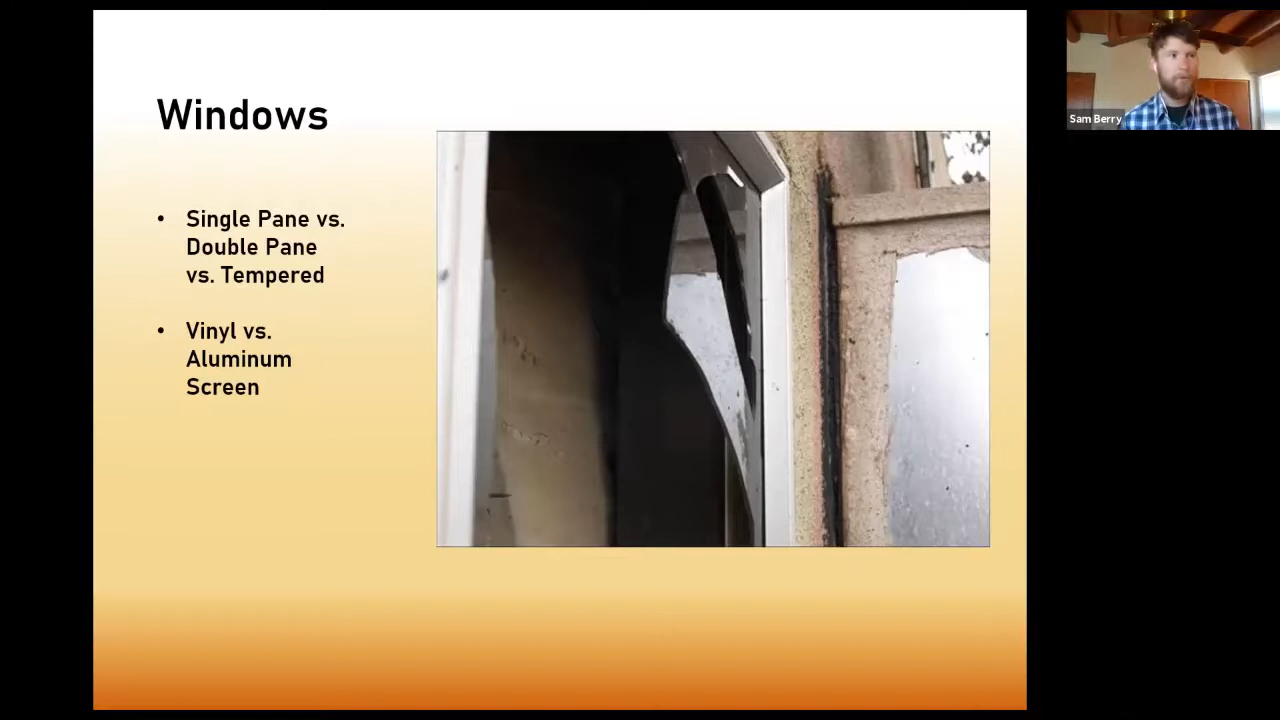 Windows
• Single Pane vs.
Double Pane
vs. Tempered
• Vinyl vs.
Aluminum
Screen
Sam Berry